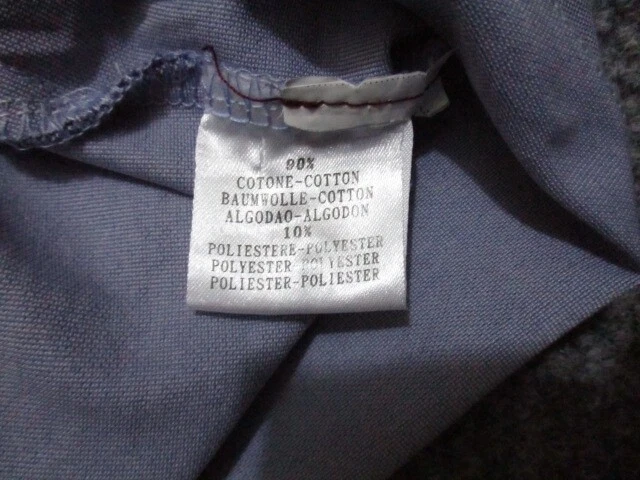 90%
COTONE-COTTON
BAUMWOLLE-COTTON
ALGODAO-ALGODON
10%
POLIESTERE-POLYESTER
POLYESTER POLYESTER
POLIESTER-POLIESTER